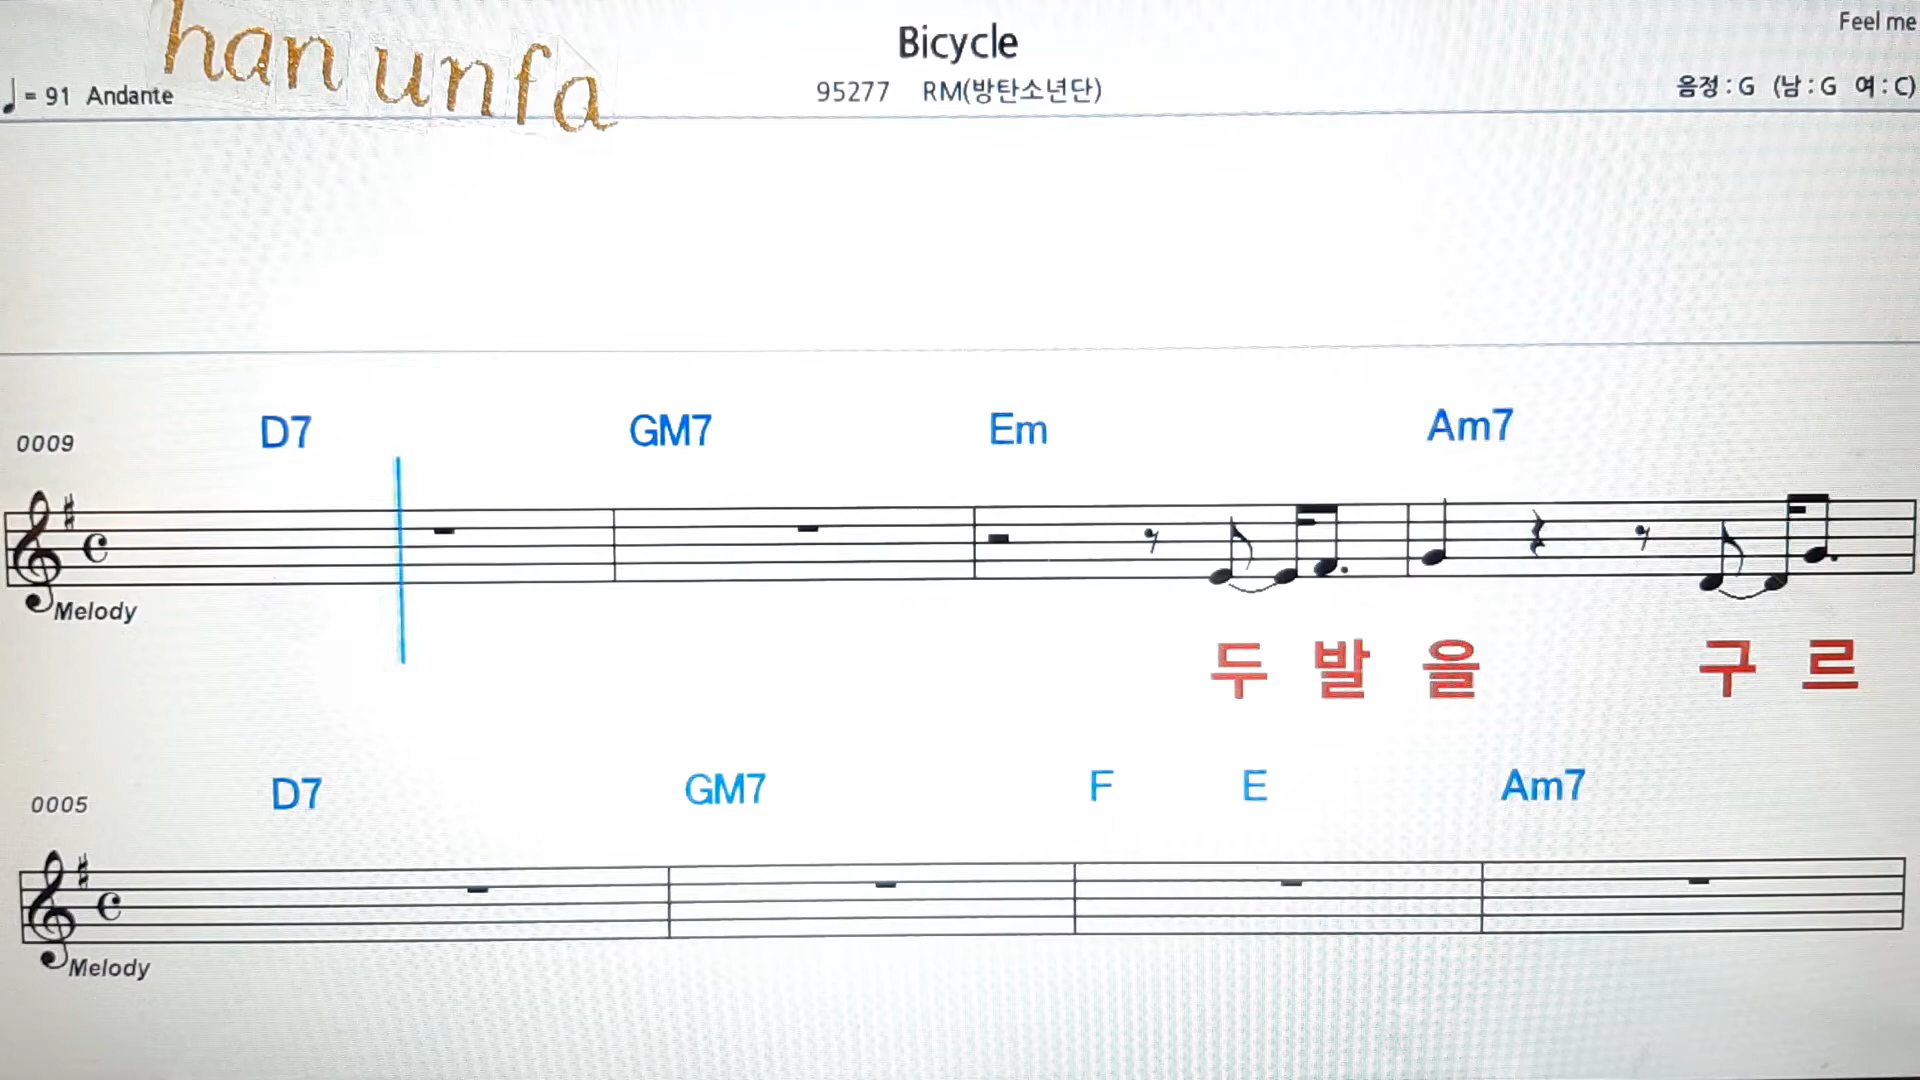 Feel me
han unfa
Bicycle
♩ = 91 Andante
95277 RM(방탄소년단)
음정 : G (남 : G 여 : C)
0009 D7 GM7 Em Am7
Melody
두 발 을 구 르
0005 D7 GM7 F E Am7
Melody